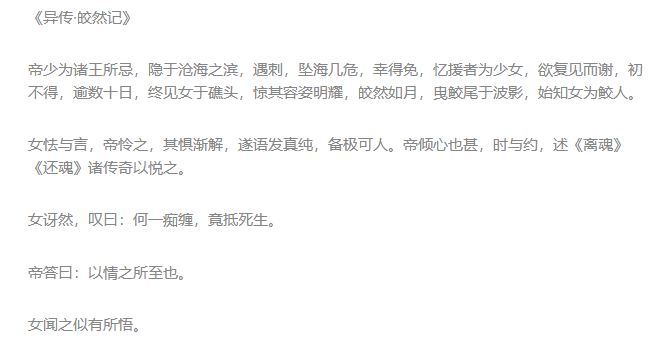 《异传·皎然记》
帝少为诸王所忌，隐于沧海之滨，遇刺，坠海几危，幸得免，忆援者为少女，欲复见而谢，初
不得，逾数十日，终见女于礁头，惊其容姿明耀，皎然如月，曳鲛尾于波影，始知女为鲛人。
女怯与言，帝怜之，其惧渐解，遂语发真纯，备极可人。帝倾心也甚，时与约，述《离魂》
《还魂》诸传奇以悦之。
女讶然，叹曰：何一痴缠，竟抵死生。
帝答曰：以情之所至也。
女闻之似有所悟。